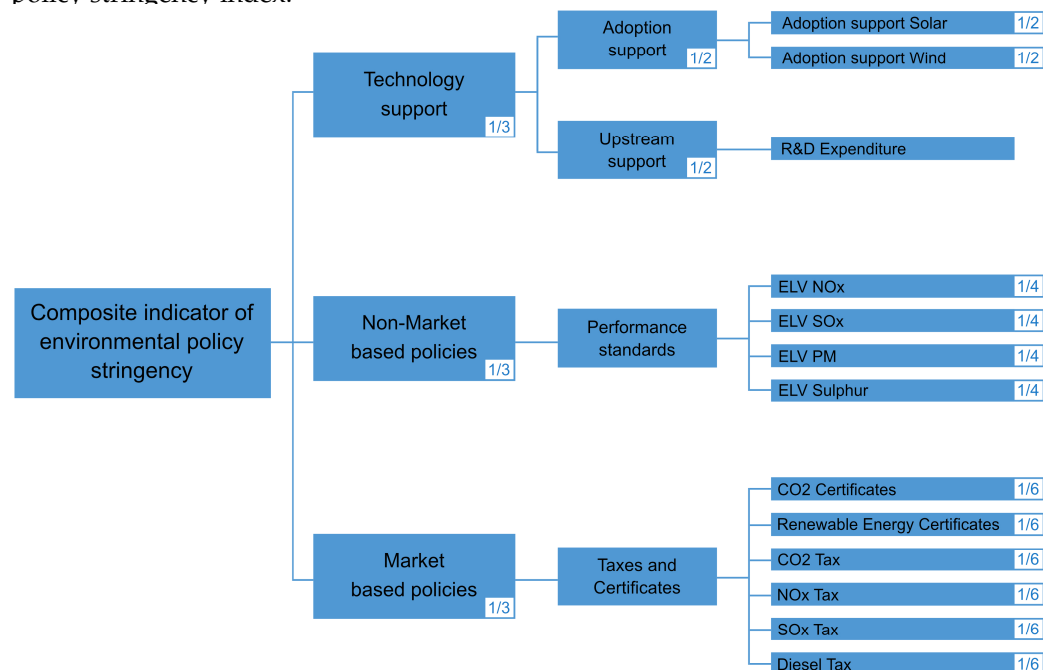 policy stringency index.
Adoption
support
1/2
Adoption support Solar
1/2
Adoption support Wind
1/2
Technology
support
1/3
Upstream
support
1/2
R&D Expenditure
Composite indicator of
environmental policy
stringency
Non-Market
based policies
1/3
Performance
standards
ELV NOx
1/4
ELV SOx
1/4
ELV PM
1/4
ELV Sulphur
1/4
Market
based policies
1/3
Taxes and
Certificates
CO2 Certificates
1/6
Renewable Energy Certificates
1/6
CO2 Tax
1/6
NOx Tax
1/6
SOx Tax
1/6
Diesel Tax
1/6